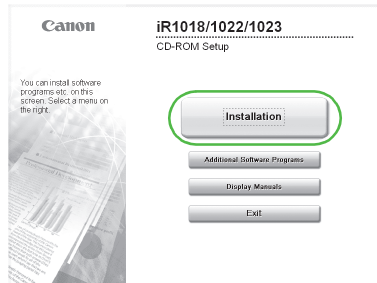 Canon
iR1018/1022/1023
CD-ROM Setup
You can install software
programs etc. on this
screen. Select a menu on
the right.
Installation
Additional Software Programs
Display Manuals
Exit